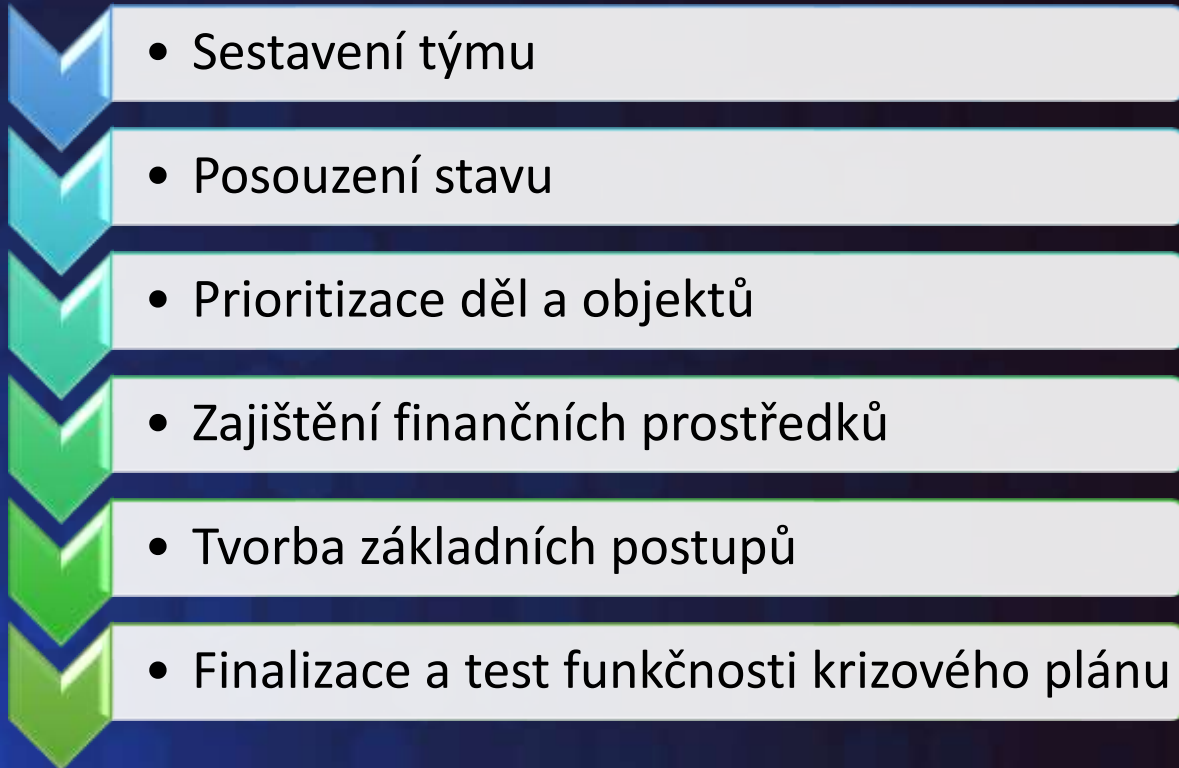 • Sestavení týmu
• Posouzení stavu
• Prioritizace děl a objektů
• Zajištění finančních prostředků
• Tvorba základních postupů
• Finalizace a test funkčnosti krizového plánu